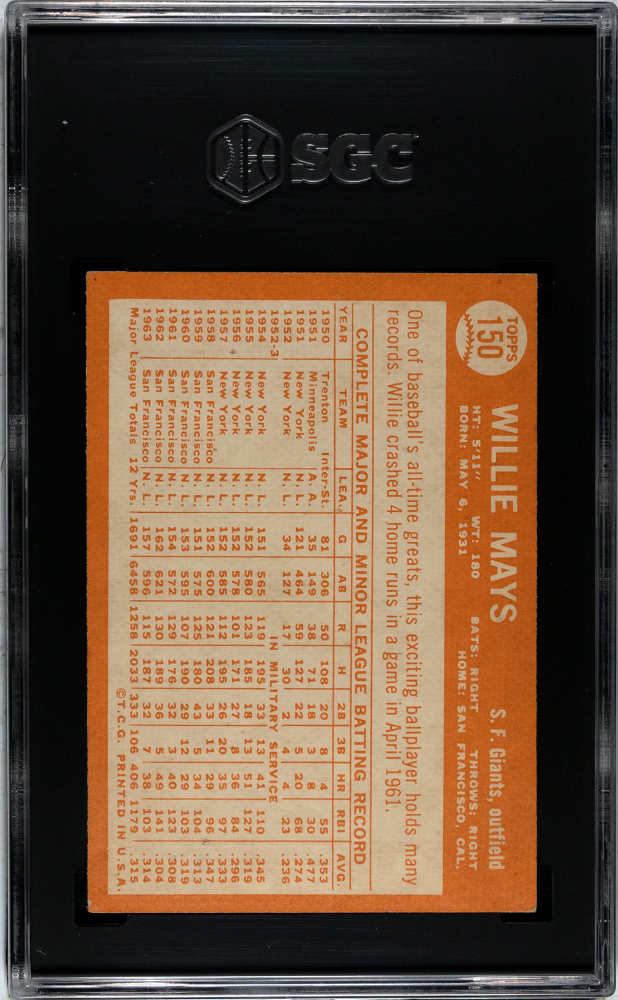 SGC
TOPPS
150
WILLIE MAYS
S. F. Giants, outfield
HT: 5'11" WT: 180 BATS: RIGHT THROWS: RIGHT
BORN: MAY 6, 1931 HOME: SAN FRANCISCO, CAL.
One of baseball's all-time greats, this exciting ballplayer holds many
records. Willie crashed 4 home runs in a game in April 1961.
COMPLETE MAJOR AND MINOR LEAGUE BATTING RECORD
YEAR TEAM LEA. G AB R H 2B 3B HR RBI AVG.
1950 Trenton Inter-St. 81 306 50 108 20 8 4 55 .353
1951 Minneapolis A. A. 35 149 38 71 18 3 8 30 .477
1951 New York N. L. 121 464 59 127 22 5 20 68 .274
1952 New York N. L. 34 127 17 30 2 4 4 23 .236
1952-3 IN MILITARY SERVICE
1954 New York N. L. 151 565 119 195 33 13 41 110 .345
1955 New York N. L. 152 580 123 185 18 13 51 127 .319
1956 New York N. L. 152 578 101 171 27 8 36 84 .296
1957 New York N. L. 152 585 112 195 26 20 35 97 .333
1958 San Francisco N. L. 152 600 121 208 33 11 29 96 .347
1959 San Francisco N. L. 151 575 125 180 43 5 34 104 .313
1960 San Francisco N. L. 153 595 107 190 29 12 29 103 .319
1961 San Francisco N. L. 154 572 129 176 32 3 40 123 .308
1962 San Francisco N. L. 162 621 130 189 36 5 49 141 .304
1963 San Francisco N. L. 157 596 115 187 32 7 38 103 .314
Major League Totals 12 Yrs. 1691 6458 1258 2033 333 106 406 1179 .315
©T.C.G. PRINTED IN U.S.A.